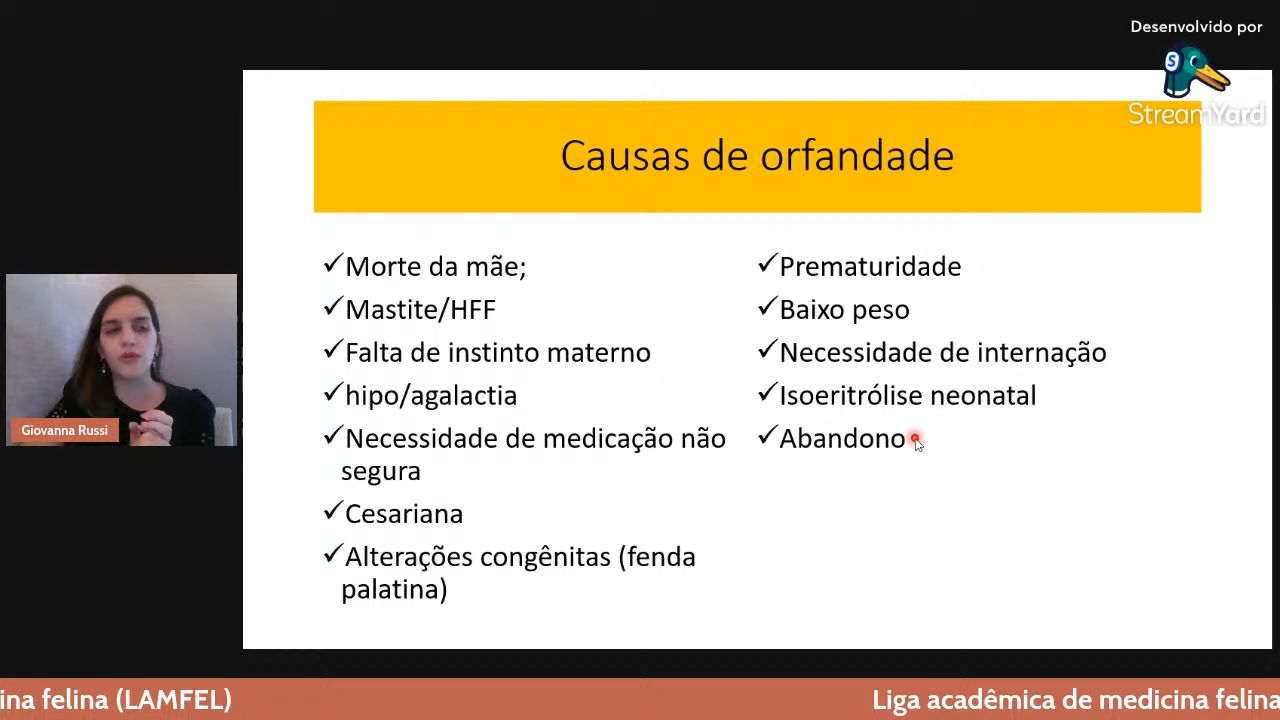 Desenvolvido por
StreamYard
Causas de orfandade
✓Morte da mãe;
✓Mastite/HFF
✓Falta de instinto materno
✓hipo/agalactia
✓Necessidade de medicação não
segura
✓Cesariana
✓Alterações congênitas (fenda
palatina)
✓Prematuridade
✓Baixo peso
✓Necessidade de internação
✓Isoeritrólise neonatal
✓Abandono
Giovanna Russi
ina felina (LAMFEL)
Liga acadêmica de medicina felina